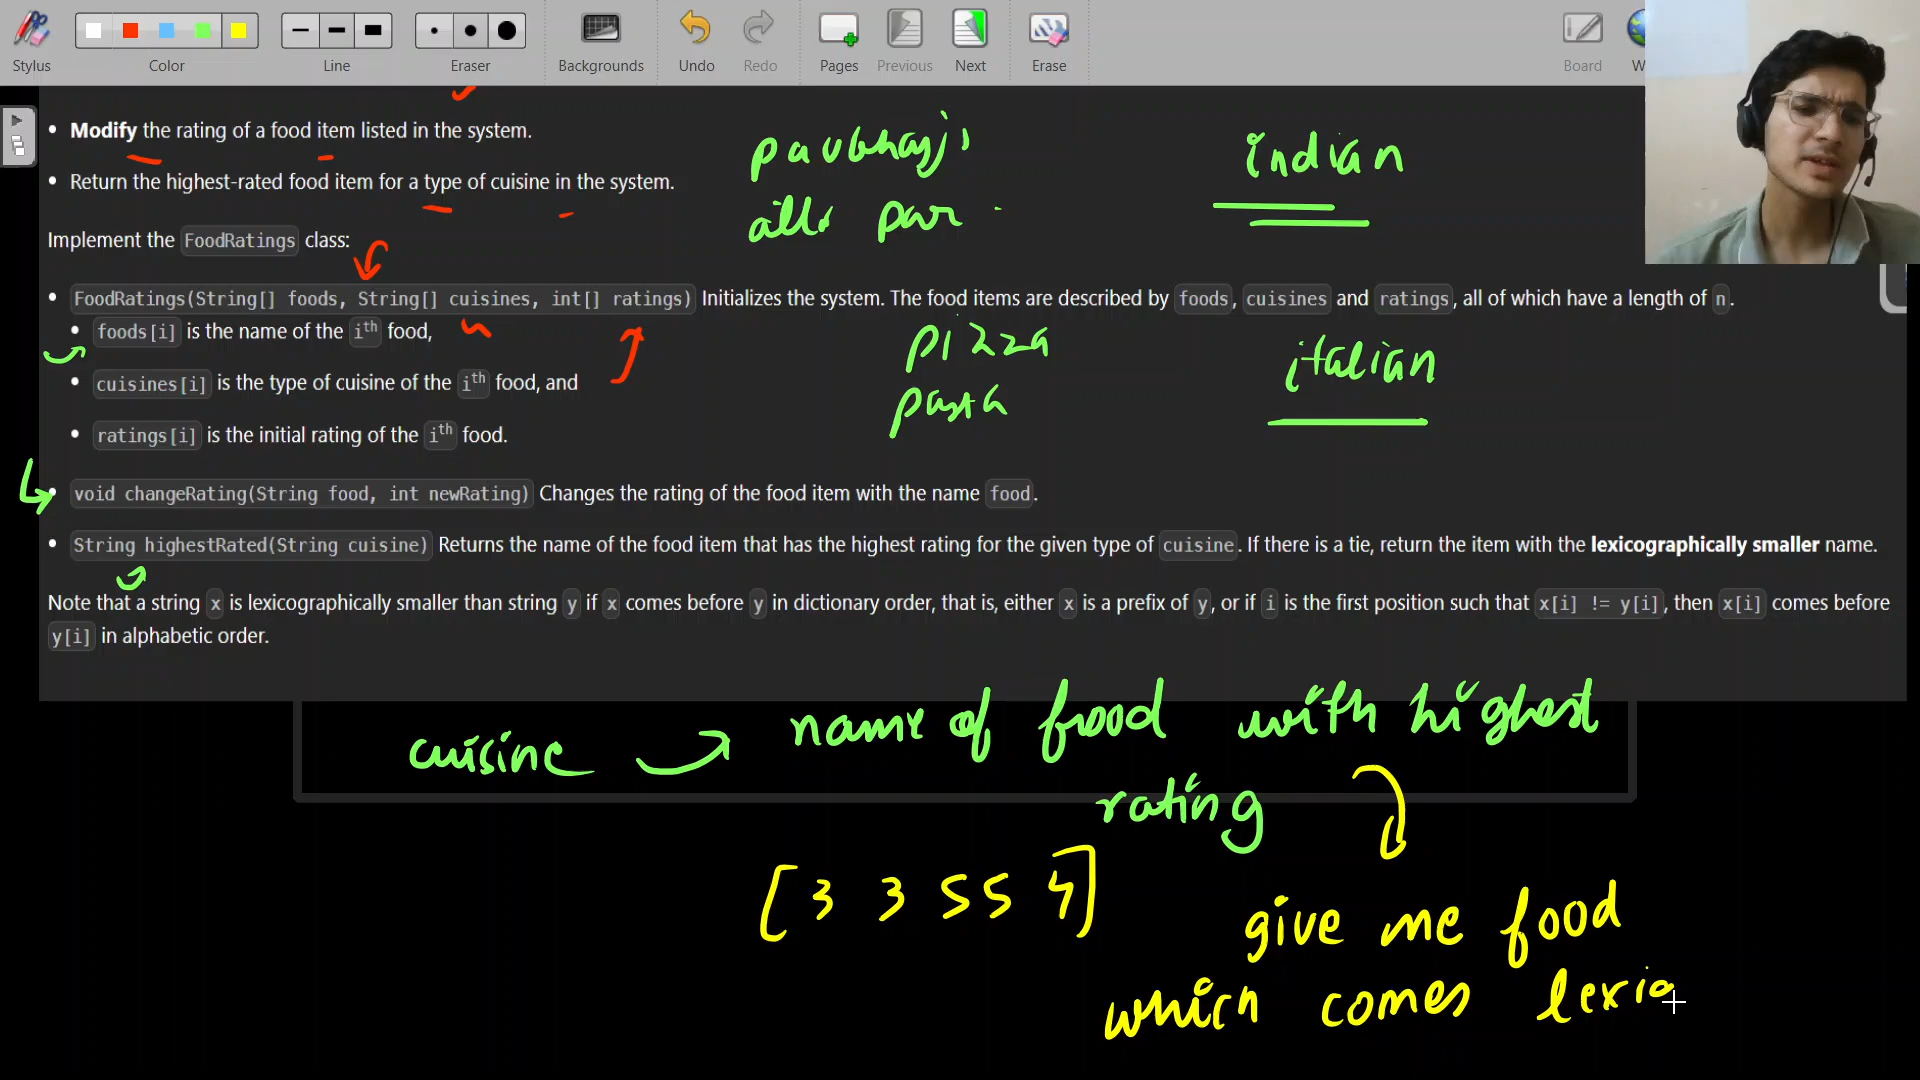 Stylus
Color
Line
Eraser
Backgrounds
Undo
Redo
Pages
Previous
Next
Erase
Board
W
• Modify the rating of a food item listed in the system.
• Return the highest-rated food item for a type of cuisine in the system.
Implement the FoodRatings class:
• FoodRatings(String[] foods, String[] cuisines, int[] ratings) Initializes the system. The food items are described by foods, cuisines and ratings, all of which have a length of n.
• foods[i] is the name of the ith food,
• cuisines[i] is the type of cuisine of the ith food, and
• ratings[i] is the initial rating of the ith food.
• void changeRating(String food, int newRating) Changes the rating of the food item with the name food.
• String highestRated(String cuisine) Returns the name of the food item that has the highest rating for the given type of cuisine. If there is a tie, return the item with the lexicographically smaller name.
Note that a string x is lexicographically smaller than string y if x comes before y in dictionary order, that is, either x is a prefix of y, or if i is the first position such that x[i] != y[i], then x[i] comes before
y[i] in alphabetic order.
pavbhaji
indian
pizza
pasta
italian
cuisine → name of food with highest
rating
[3 3 5 5 4]
give me food
which comes lexic